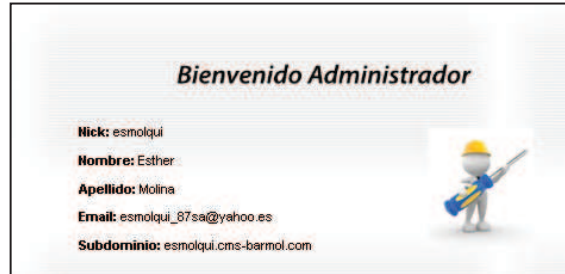 Bienvenido Administrador
Nick: esmolqui
Nombre: Esther
Apellido: Molina
Email: esmolqui_87sa@yahoo.es
Subdominio: esmolqui.cms-barmol.com